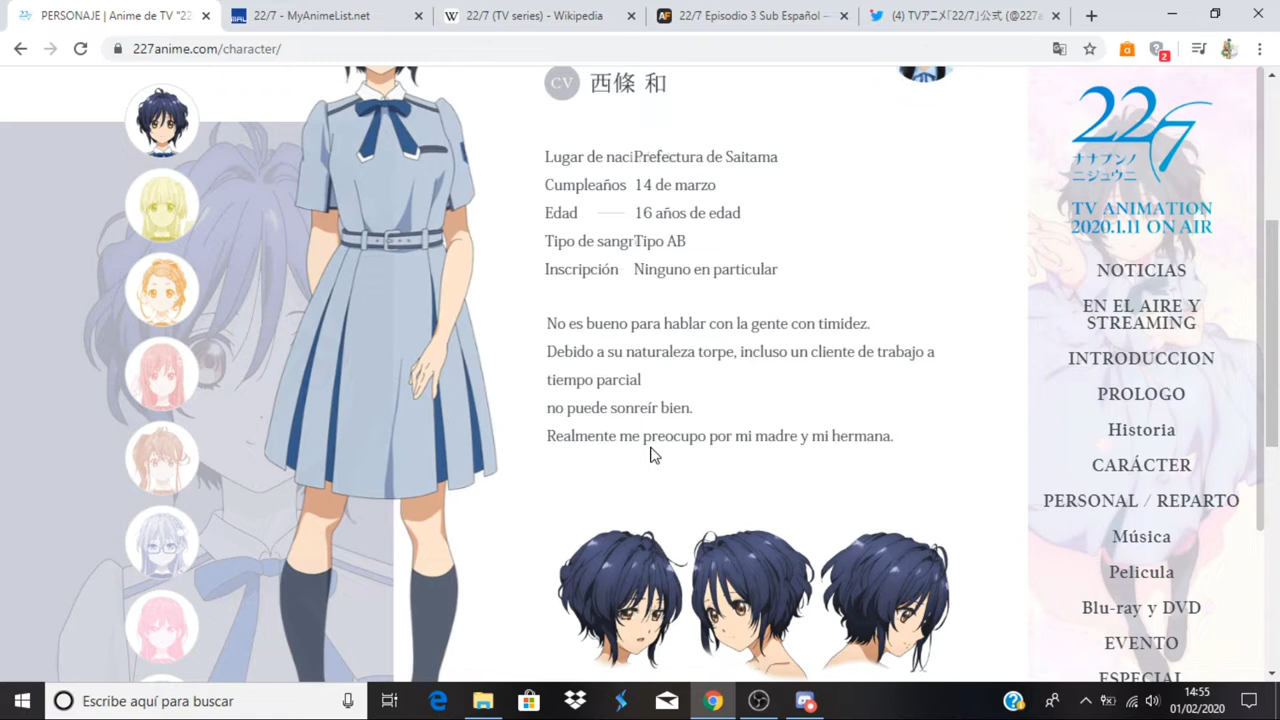 PERSONAJE | Anime de TV "22
22/7 - MyAnimeList.net
22/7 (TV series) - Wikipedia
22/7 Episodio 3 Sub Español —
(4) TVアニメ「22/7」公式 (@227a
227anime.com/character/
2
CV 西條 和
Lugar de naci Prefectura de Saitama
Cumpleaños 14 de marzo
Edad 16 años de edad
Tipo de sangr Tipo AB
Inscripción Ninguno en particular
No es bueno para hablar con la gente con timidez.
Debido a su naturaleza torpe, incluso un cliente de trabajo a
tiempo parcial
no puede sonreír bien.
Realmente me preocupo por mi madre y mi hermana.
22/7
ナナブンノ
ニジュウニ
TV ANIMATION
2020.1.11 ON AIR
NOTICIAS
EN EL AIRE Y
STREAMING
INTRODUCCION
PROLOGO
Historia
CARÁCTER
PERSONAL / REPARTO
Música
Pelicula
Blu-ray y DVD
EVENTO
ESPECIAL
Escribe aquí para buscar
14:55
01/02/2020